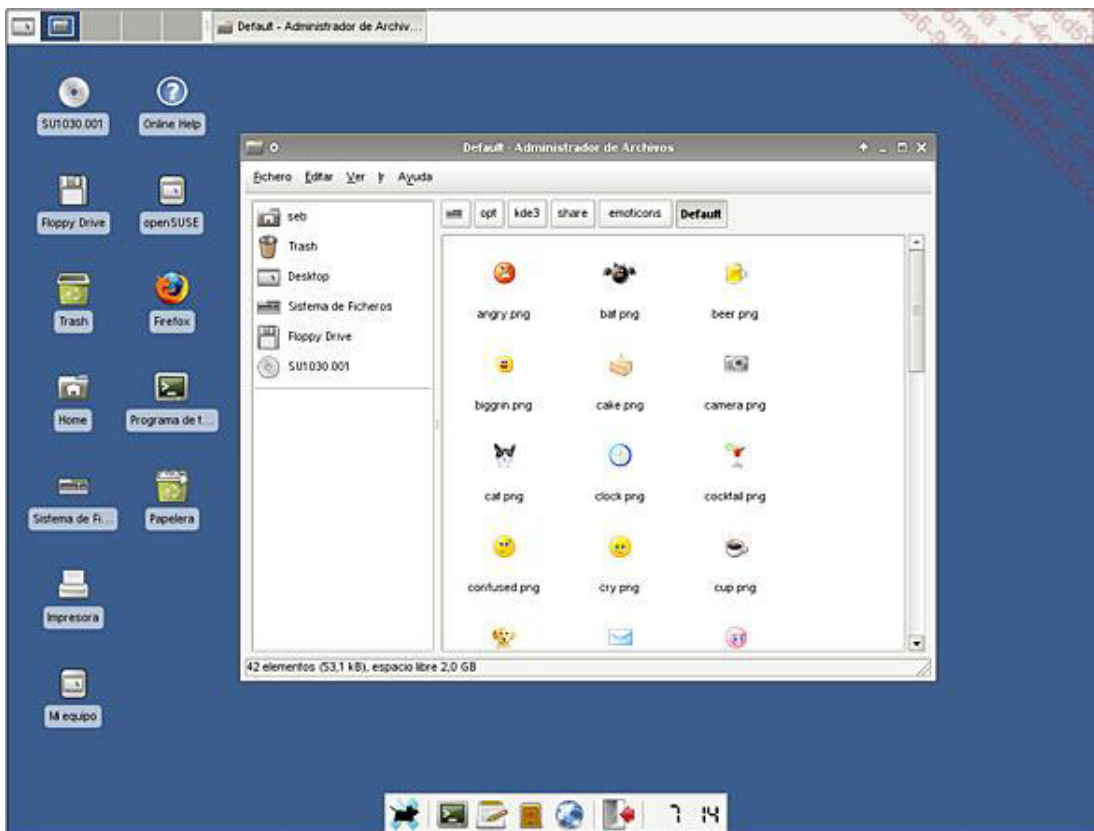 Default - Administrador de Archiv...
SU1030.001
Online Help
Floppy Drive
openSUSE
Trash
Firefox
Home
Programa de t...
Sistema de Fi...
Papelera
Impresora
Mi equipo
Default - Administrador de Archivos
Fichero Editar Ver Ir Ayuda
seb
Trash
Desktop
Sistema de Ficheros
Floppy Drive
SU1030.001
opt kde3 share emoticons Default
angry.png bat.png beer.png
biggrin.png cake.png camera.png
cat.png clock.png cocktail.png
confused.png cry.png cup.png
42 elementos (53,1 kB), espacio libre 2,0 GB
7 14